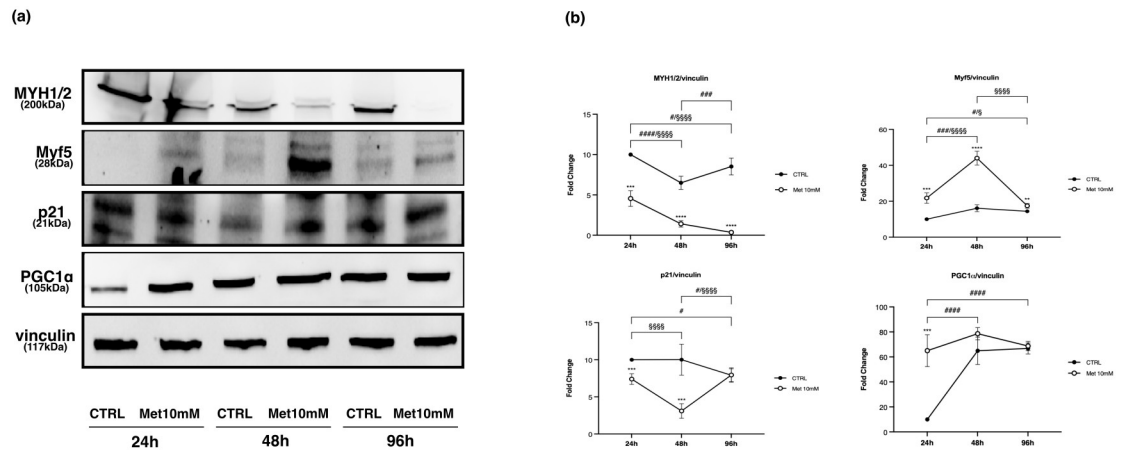 (a)
MYH1/2
(200kDa)
Myf5
(28kDa)
p21
(21kDa)
PGC1α
(105kDa)
vinculin
(117kDa)
CTRL Met10mM CTRL Met10mM CTRL Met10mM
24h 48h 96h
(b)
MYH1/2/vinculin
Fold Change
15
10
5
0
24h 48h 96h
###
#/§§§§
####/§§§§
***
****
****
CTRL
Met 10mM
Myf5/vinculin
Fold Change
60
40
20
0
24h 48h 96h
§§§§
#/§
###/§§§§
***
****
**
CTRL
Met 10mM
p21/vinculin
Fold Change
15
10
5
0
24h 48h 96h
#/§§§§
#
§§§§
***
***
CTRL
Met 10mM
PGC1α/vinculin
Fold Change
100
80
60
40
20
0
24h 48h 96h
####
####
***
CTRL
Met 10mM